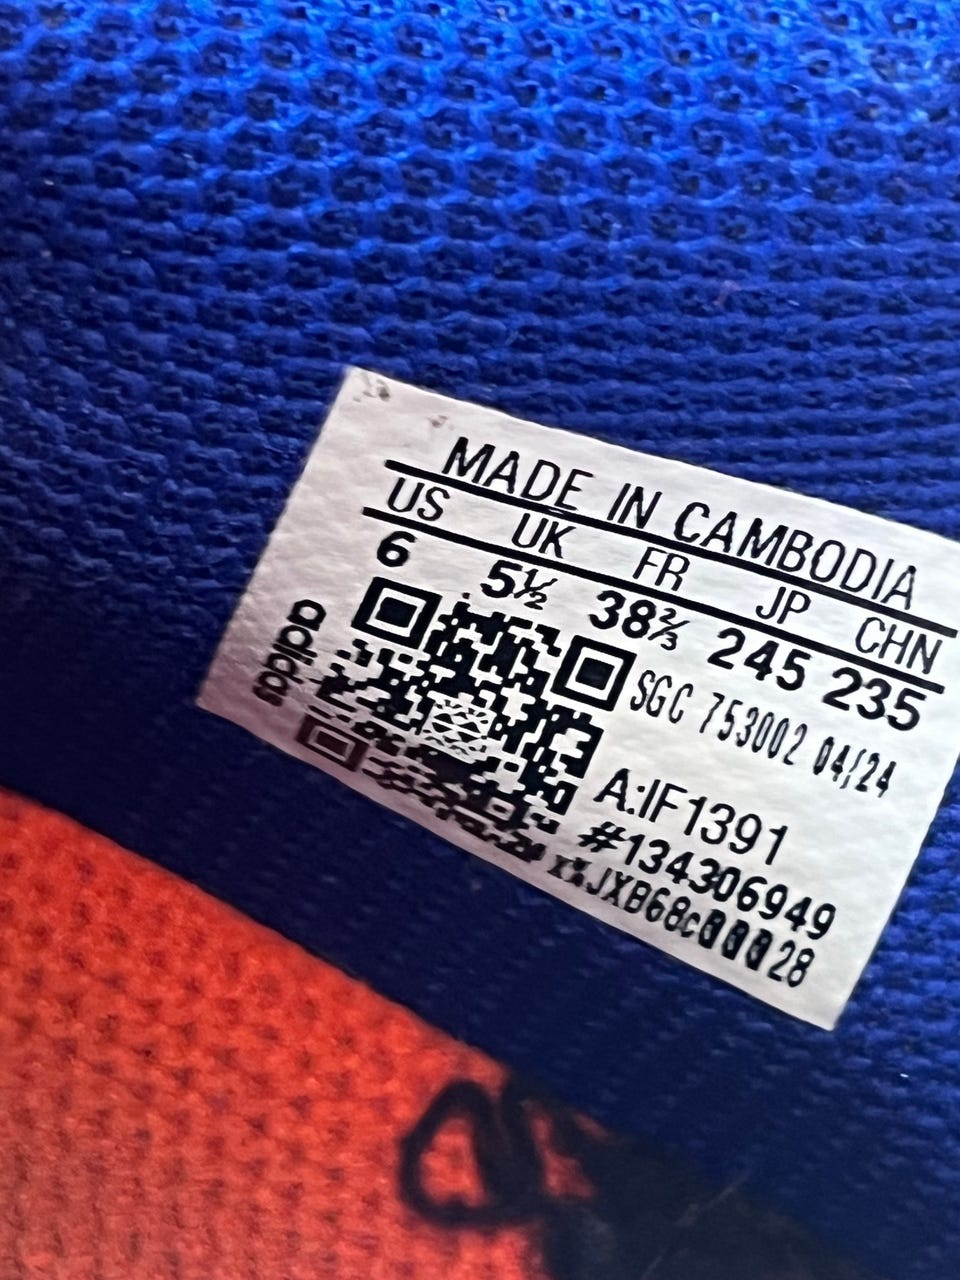 MADE IN CAMBODIA
US UK FR JP CHN
6 5½ 38⅔ 245 235
SGC 753002 04/24
A:IF1391
#134306949
JXB68c00028
adidas